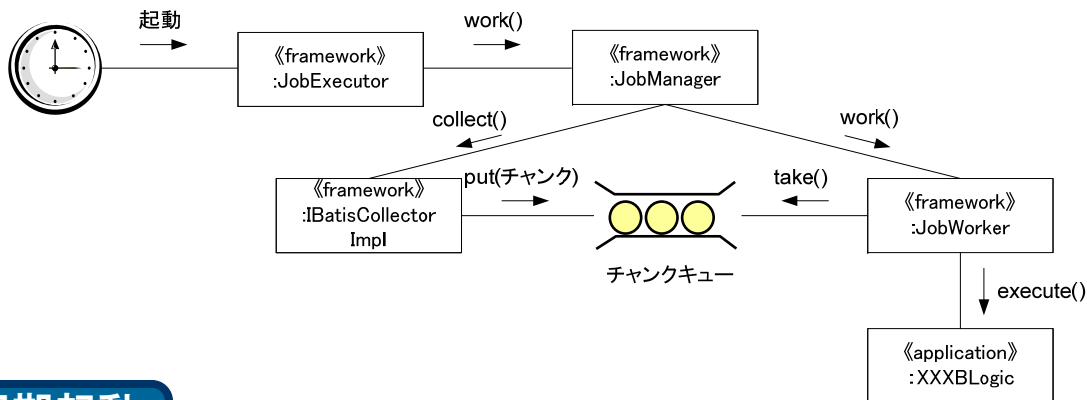 起動
work()
《framework》
:JobExecutor
《framework》
:JobManager
collect()
work()
《framework》
:IBatisCollector
Impl
put(チャンク)
take()
《framework》
:JobWorker
チャンクキュー
execute()
《application》
:XXXBLogic